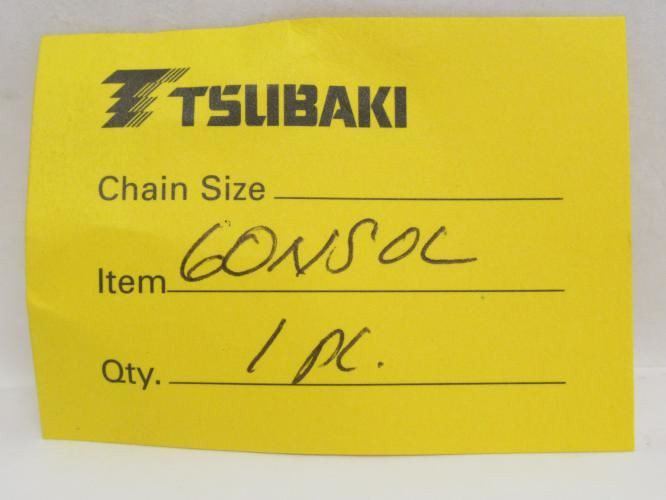 TSUBAKI
Chain Size
Item 60NSOL
Qty. 1 pc.